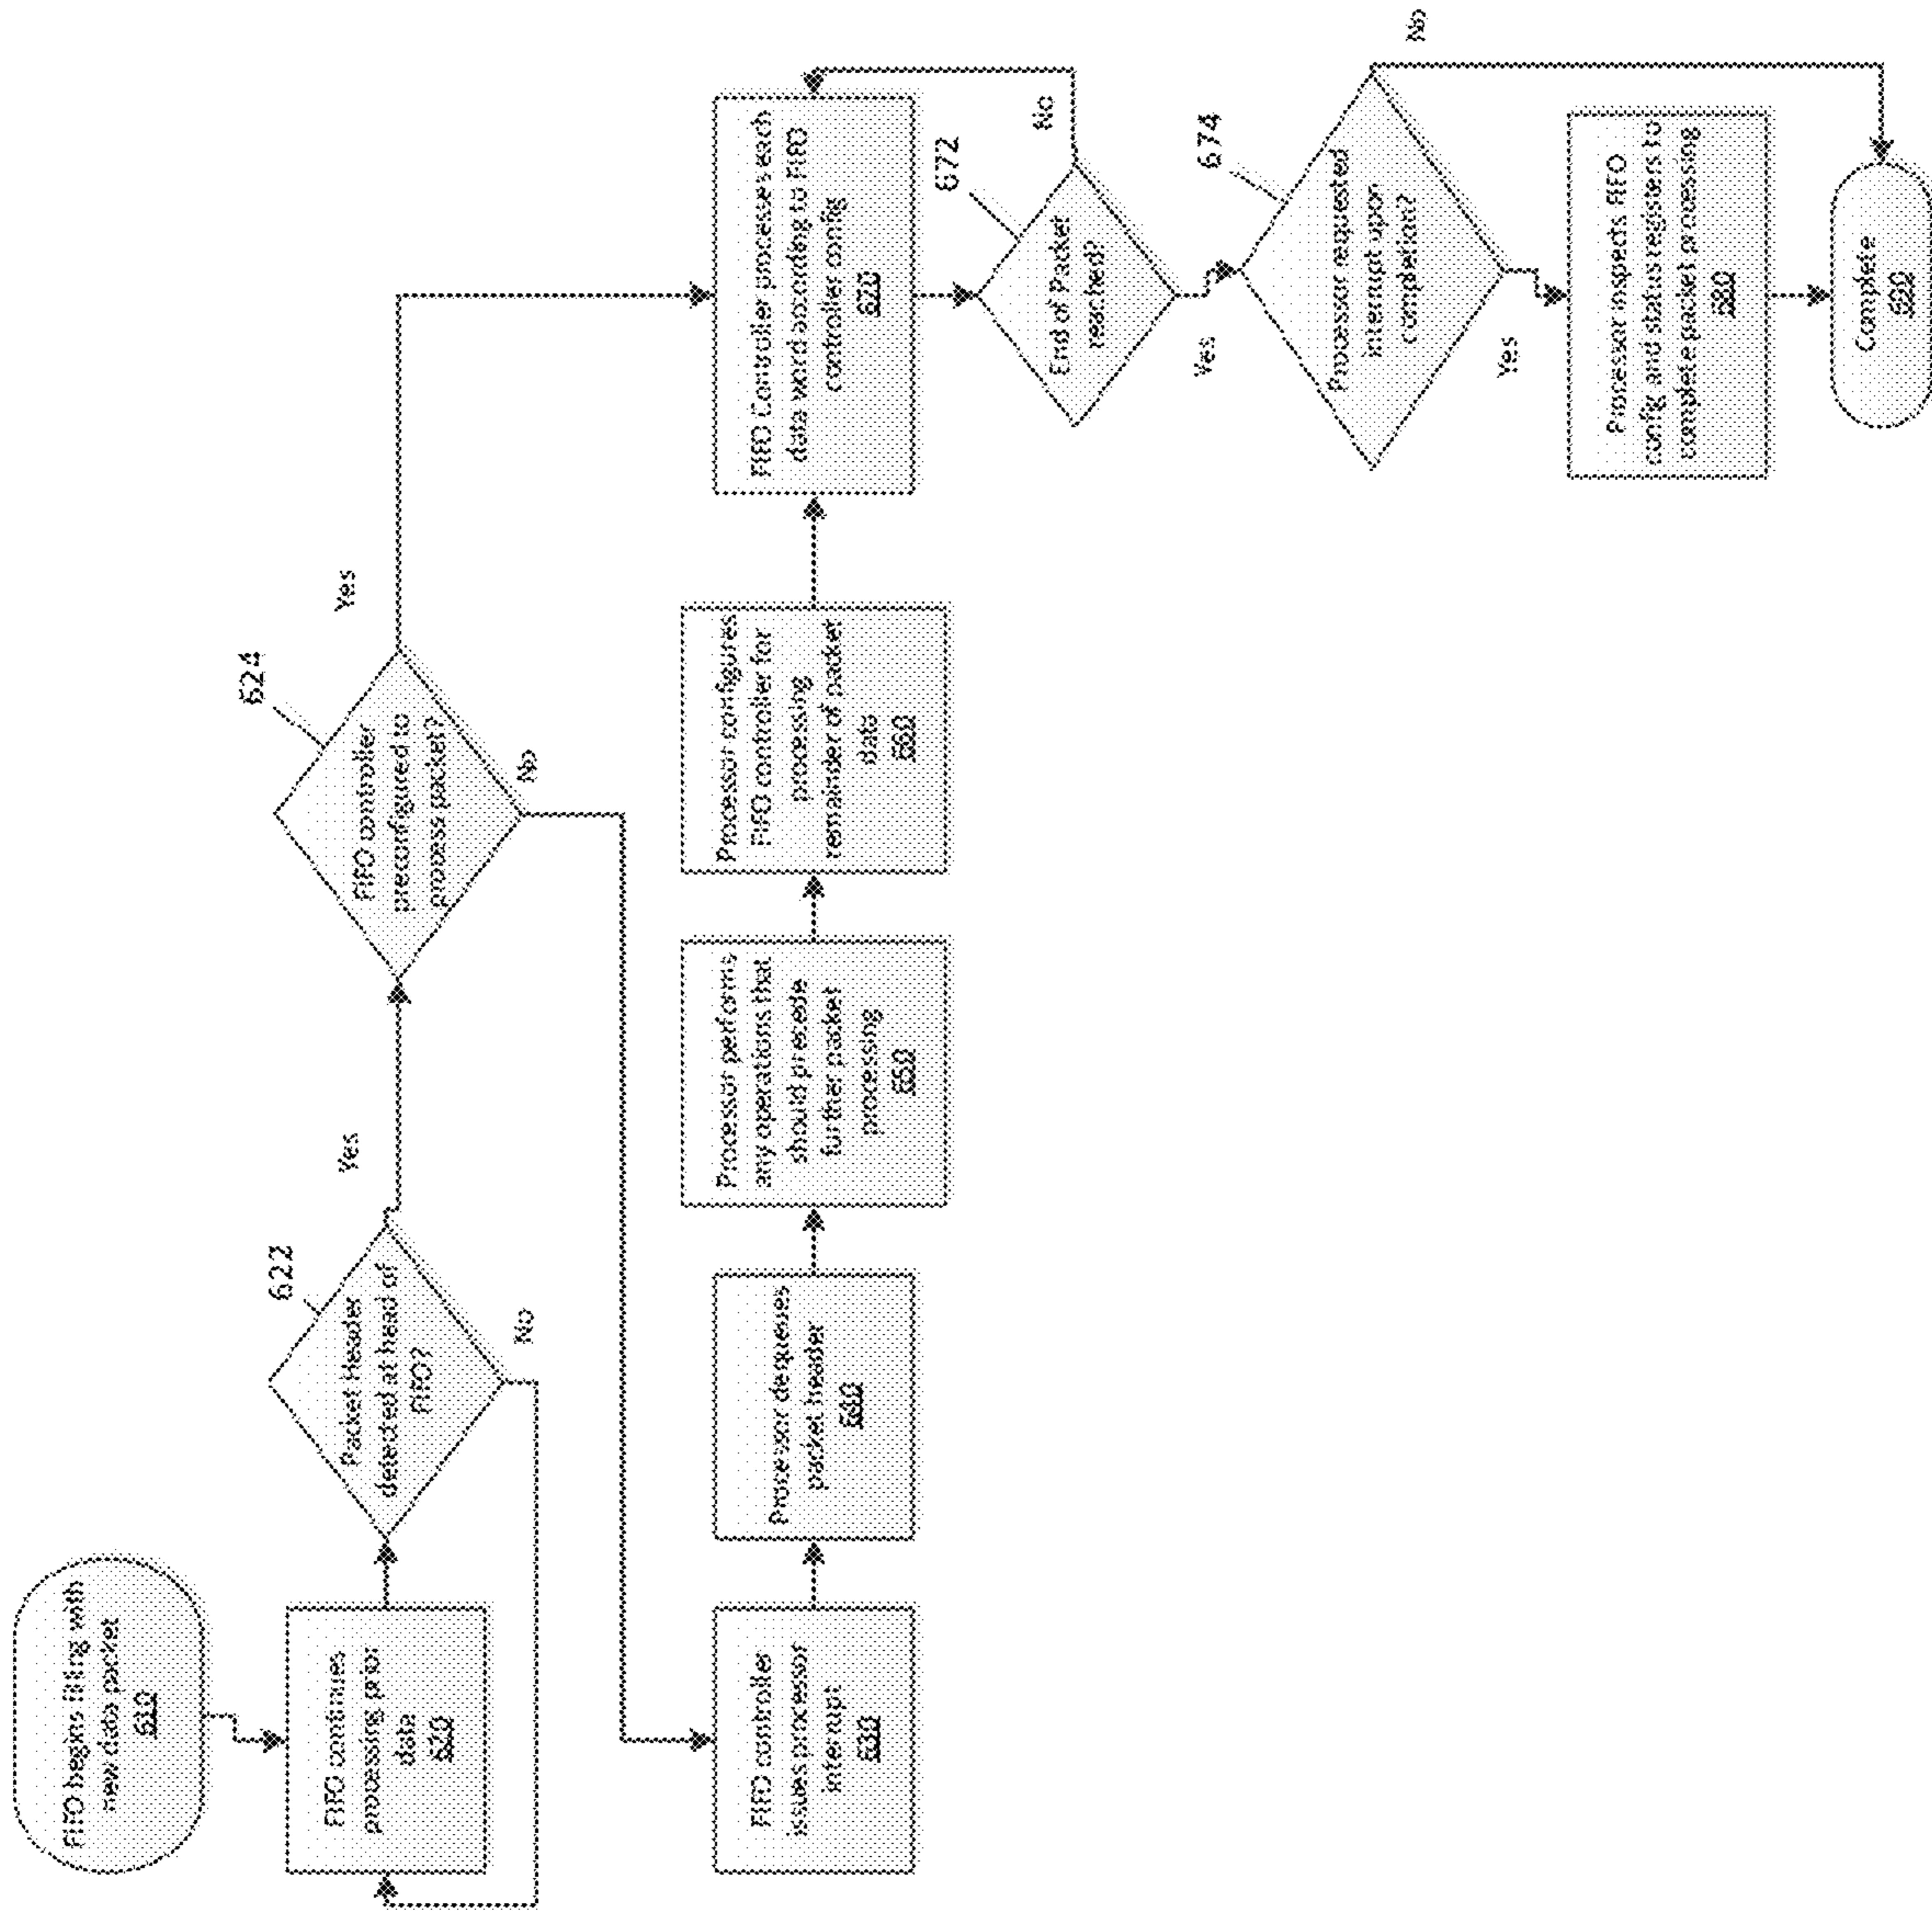 FIFO begins filling with
new data packet
610
FIFO continues
processing prior
data
620
622
Packet Header
detected at head of
FIFO?
Yes
No
624
FIFO controller
preconfigured to
process packet?
Yes
No
FIFO controller
issues processor
interrupt
630
Processor dequeues
packet header
640
Processor performs
any operations that
should precede
further packet
processing
650
Processor configures
FIFO controller for
processing
remainder of packet
data
660
FIFO Controller processes each
data word according to FIFO
controller config
670
672
End of Packet
reached?
No
Yes
674
Processor requested
interrupt upon
completion?
No
Yes
Processor inspects FIFO
config and status registers to
complete packet processing
680
Complete
690